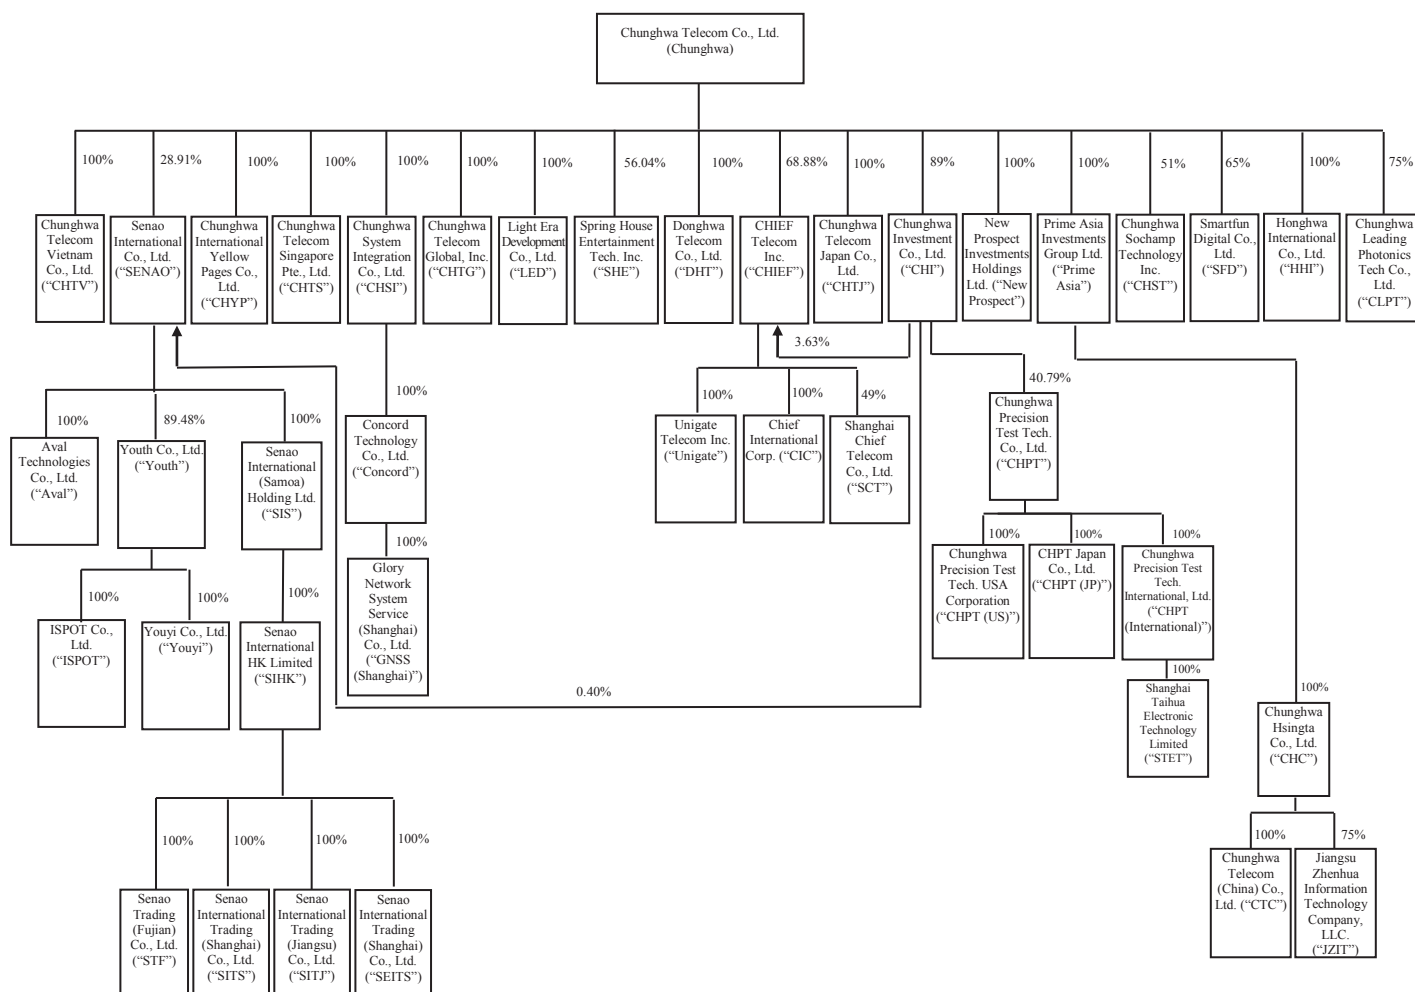 Chunghwa Telecom Co., Ltd.
(Chunghwa)
100%
28.91%
100%
100%
100%
100%
100%
56.04%
100%
68.88%
100%
89%
100%
100%
51%
65%
100%
75%
Chunghwa
Telecom
Vietnam
Co., Ltd.
(“CHTV”)
Senao
International
Co., Ltd.
(“SENAO”)
Chunghwa
International
Yellow
Pages Co.,
Ltd.
(“CHYP”)
Chunghwa
Telecom
Singapore
Pte., Ltd.
(“CHTS”)
Chunghwa
System
Integration
Co., Ltd.
(“CHSI”)
Chunghwa
Telecom
Global, Inc.
(“CHTG”)
Light Era
Development
Co., Ltd.
(“LED”)
Spring House
Entertainment
Tech. Inc.
(“SHE”)
Donghwa
Telecom
Co., Ltd.
(“DHT”)
CHIEF
Telecom
Inc.
(“CHIEF”)
Chunghwa
Telecom
Japan Co.,
Ltd.
(“CHTJ”)
Chunghwa
Investment
Co., Ltd.
(“CHI”)
New
Prospect
Investments
Holdings
Ltd. (“New
Prospect”)
Prime Asia
Investments
Group Ltd.
(“Prime
Asia”)
Chunghwa
Sochamp
Technology
Inc.
(“CHST”)
Smartfun
Digital Co.,
Ltd.
(“SFD”)
Honghwa
International
Co., Ltd.
(“HHI”)
Chunghwa
Leading
Photonics
Tech Co.,
Ltd.
(“CLPT”)
3.63%
100%
89.48%
100%
100%
100%
100%
49%
40.79%
Aval
Technologies
Co., Ltd.
(“Aval”)
Youth Co., Ltd.
(“Youth”)
Senao
International
(Samoa)
Holding Ltd.
(“SIS”)
Concord
Technology
Co., Ltd.
(“Concord”)
Unigate
Telecom Inc.
(“Unigate”)
Chief
International
Corp. (“CIC”)
Shanghai
Chief
Telecom
Co., Ltd.
(“SCT”)
Chunghwa
Precision
Test Tech.
Co., Ltd.
(“CHPT”)
100%
100%
100%
100%
100%
100%
100%
ISPOT Co.,
Ltd.
(“ISPOT”)
Youyi Co., Ltd.
(“Youyi”)
Senao
International
HK Limited
(“SIHK”)
Glory
Network
System
Service
(Shanghai)
Co., Ltd.
(“GNSS
(Shanghai)”)
Chunghwa
Precision Test
Tech. USA
Corporation
(“CHPT (US)”)
CHPT Japan
Co., Ltd.
(“CHPT (JP)”)
Chunghwa
Precision Test
Tech.
International, Ltd.
(“CHPT
(International)”)
0.40%
100%
100%
Shanghai
Taihua
Electronic
Technology
Limited
(“STET”)
Chunghwa
Hsingta
Co., Ltd.
(“CHC”)
100%
100%
100%
100%
100%
75%
Senao
Trading
(Fujian)
Co., Ltd.
(“STF”)
Senao
International
Trading
(Shanghai)
Co., Ltd.
(“SITS”)
Senao
International
Trading
(Jiangsu)
Co., Ltd.
(“SITJ”)
Senao
International
Trading
(Shanghai)
Co., Ltd.
(“SEITS”)
Chunghwa
Telecom
(China) Co.,
Ltd. (“CTC”)
Jiangsu
Zhenhua
Information
Technology
Company,
LLC.
(“JZIT”)